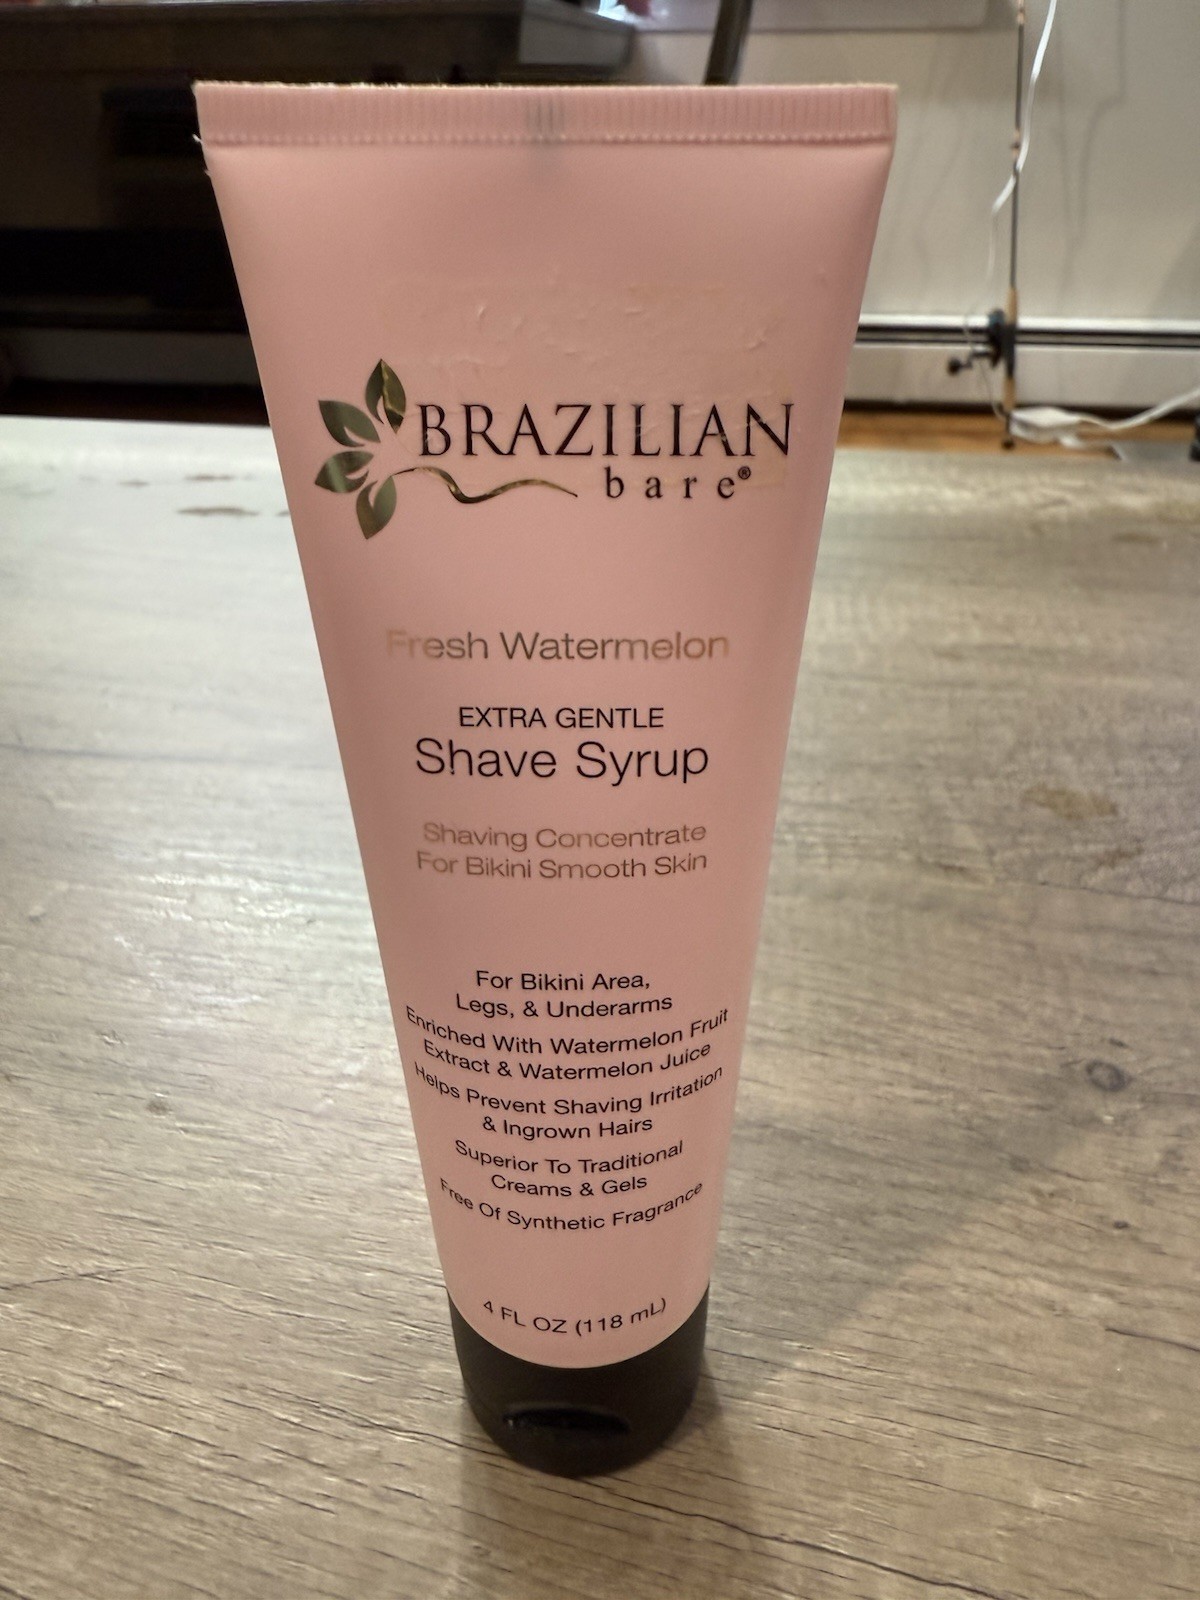 BRAZILIAN
bare®
Fresh Watermelon
EXTRA GENTLE
Shave Syrup
Shaving Concentrate
For Bikini Smooth Skin
For Bikini Area,
Legs, & Underarms
Enriched With Watermelon Fruit
Extract & Watermelon Juice
Helps Prevent Shaving Irritation
& Ingrown Hairs
Superior To Traditional
Creams & Gels
Free Of Synthetic Fragrance
4 FL OZ (118 mL)